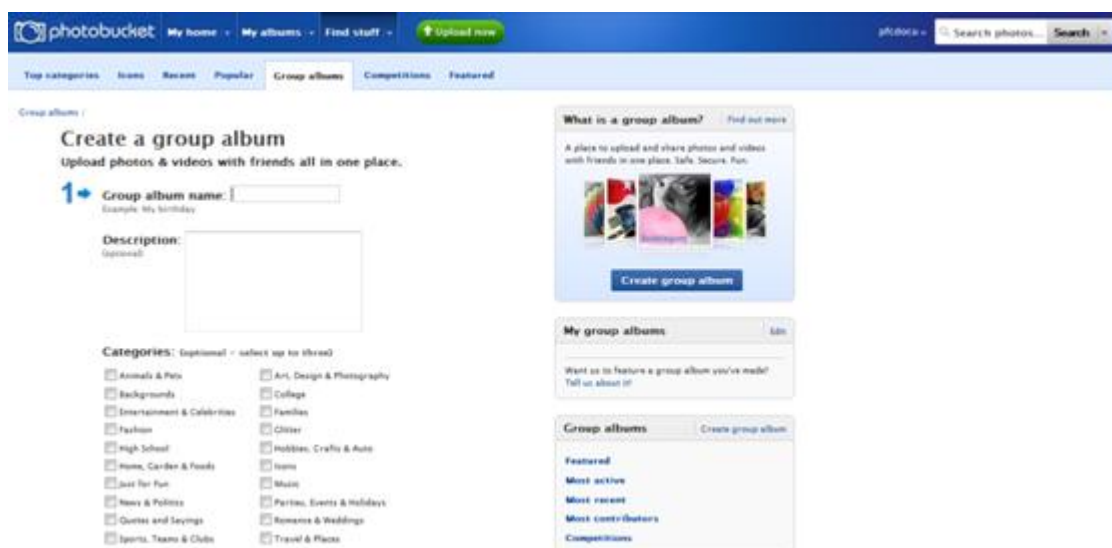 photobucket My home My albums Find stuff Upload now pfcdoca Search photos... Search
Top categories Icons Recent Popular Group albums Competitions Featured
Group albums /
Create a group album
Upload photos & videos with friends all in one place.
1 Group album name:
Example: My birthday
Description:
(optional)
Categories: (optional - select up to three)
Animals & Pets Art, Design & Photography
Backgrounds College
Entertainment & Celebrities Families
Fashion Glitter
High School Hobbies, Crafts & Auto
Home, Garden & Foods Icons
Just for Fun Music
News & Politics Parties, Events & Holidays
Quotes and Sayings Romance & Weddings
Sports, Teams & Clubs Travel & Places
What is a group album? Find out more
A place to upload and share photos and videos
with friends in one place. Safe. Secure. Fun.
Create group album
My group albums Edit
Want us to feature a group album you've made?
Tell us about it!
Group albums Create group album
Featured
Most active
Most recent
Most contributors
Competitions